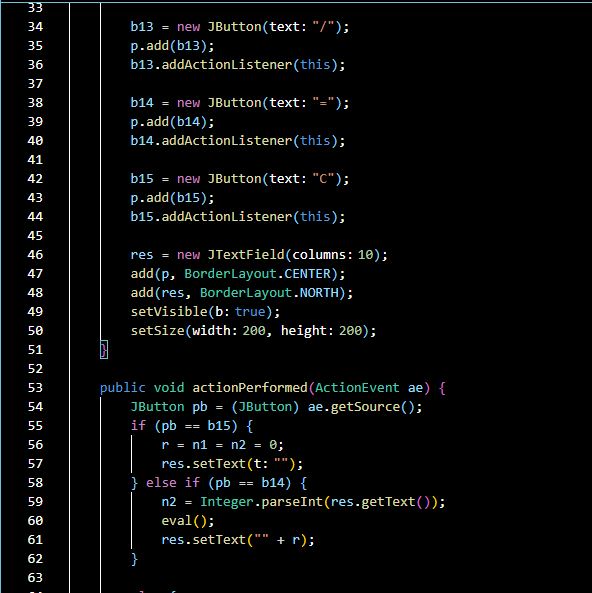 33
34 b13 = new JButton(text: "/");
35 p.add(b13);
36 b13.addActionListener(this);
37
38 b14 = new JButton(text: "=");
39 p.add(b14);
40 b14.addActionListener(this);
41
42 b15 = new JButton(text: "C");
43 p.add(b15);
44 b15.addActionListener(this);
45
46 res = new JTextField(columns: 10);
47 add(p, BorderLayout.CENTER);
48 add(res, BorderLayout.NORTH);
49 setVisible(b: true);
50 setSize(width: 200, height: 200);
51 }
52
53 public void actionPerformed(ActionEvent ae) {
54 JButton pb = (JButton) ae.getSource();
55 if (pb == b15) {
56 r = n1 = n2 = 0;
57 res.setText(t: "");
58 } else if (pb == b14) {
59 n2 = Integer.parseInt(res.getText());
60 eval();
61 res.setText("" + r);
62 }
63